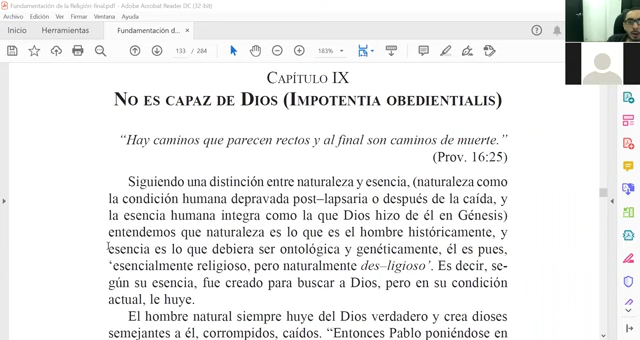 Fundamentación de la Religión-final.pdf - Adobe Acrobat Reader DC (32-bit)
Archivo Edición Ver Firmar Ventana Ayuda
Inicio Herramientas Fundamentación d... ×
133 / 284 183%
CAPÍTULO IX
NO ES CAPAZ DE DIOS (IMPOTENTIA OBEDIENTIALIS)
“Hay caminos que parecen rectos y al final son caminos de muerte.”
(Prov. 16:25)
Siguiendo una distinción entre naturaleza y esencia, (naturaleza como
la condición humana depravada post–lapsaria o después de la caída, y
la esencia humana integra como la que Dios hizo de él en Génesis)
entendemos que naturaleza es lo que es el hombre históricamente, y
esencia es lo que debiera ser ontológica y genéticamente, él es pues,
‘esencialmente religioso, pero naturalmente des–ligioso’. Es decir, se-
gún su esencia, fue creado para buscar a Dios, pero en su condición
actual, le huye.
El hombre natural siempre huye del Dios verdadero y crea dioses
semejantes a él, corrompidos, caídos. “Entonces Pablo poniéndose en